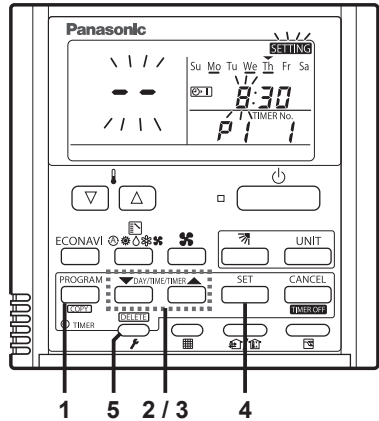 Panasonic
SETTING
Su Mo Tu We Th Fr Sa
8:30
TIMER No.
P1 1
ECONAVI
A
UNIT
PROGRAM
DAY/TIME/TIMER
SET
CANCEL
COPY
DELETE
TIMER OFF
TIMER
1 5 2 / 3 4